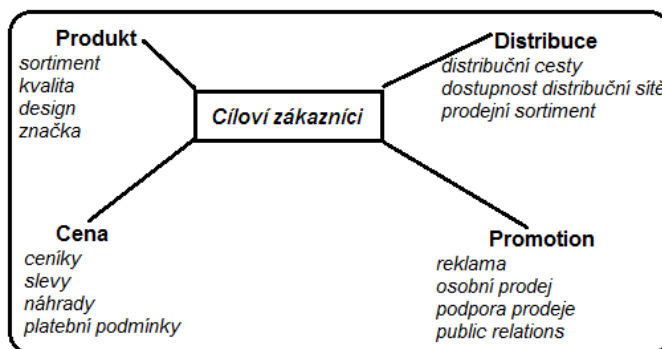 Produkt
sortiment
kvalita
design
značka
Distribuce
distribuční cesty
dostupnost distribuční sítě
prodejní sortiment
Cíloví zákazníci
Cena
ceníky
slevy
náhrady
platební podmínky
Promotion
reklama
osobní prodej
podpora prodeje
public relations